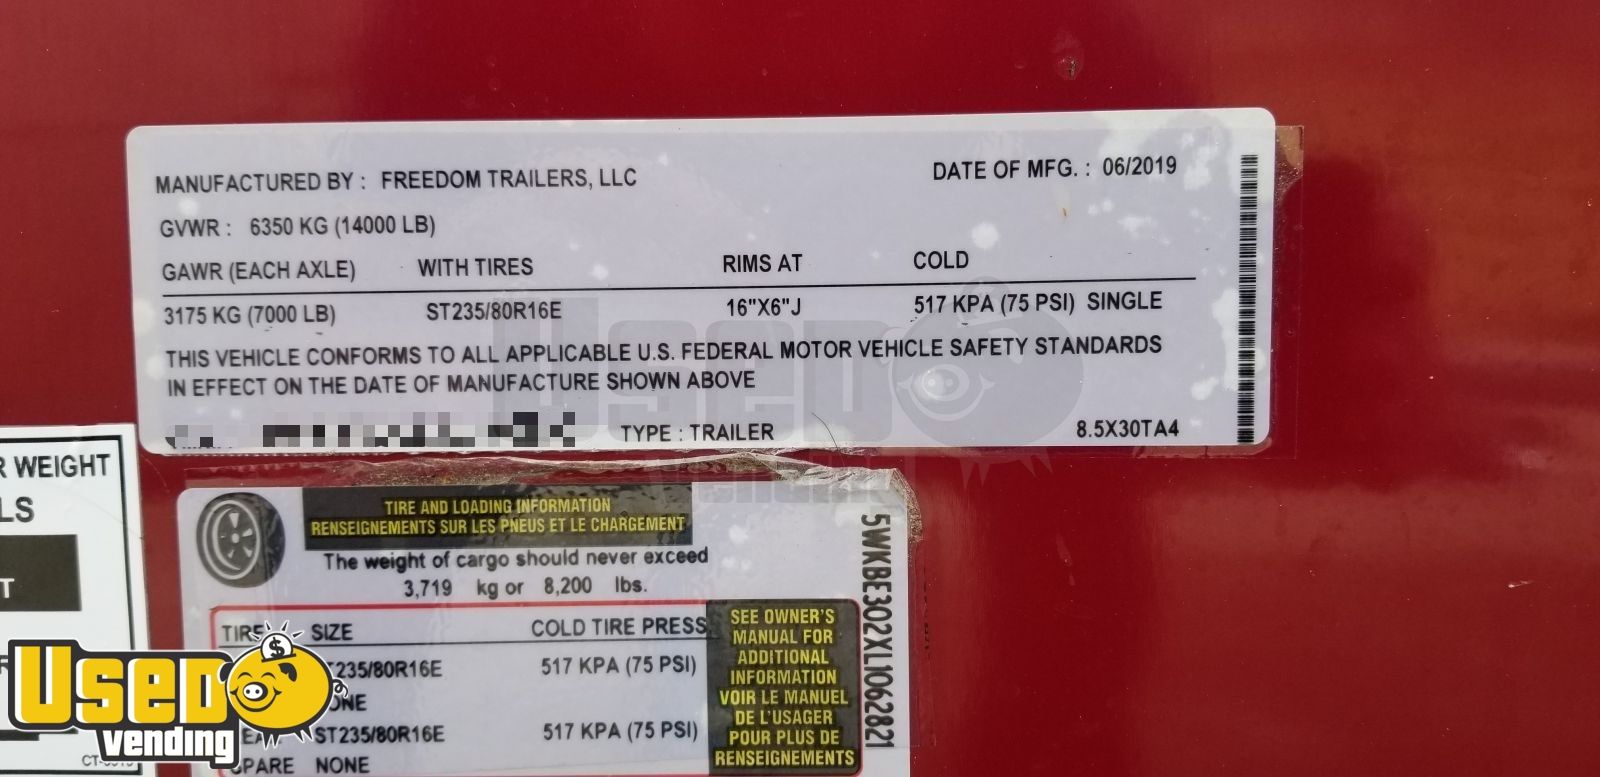 MANUFACTURED BY : FREEDOM TRAILERS, LLC
DATE OF MFG. : 06/2019
GVWR : 6350 KG (14000 LB)
GAWR (EACH AXLE) WITH TIRES RIMS AT COLD
3175 KG (7000 LB) ST235/80R16E 16"X6"J 517 KPA (75 PSI) SINGLE
THIS VEHICLE CONFORMS TO ALL APPLICABLE U.S. FEDERAL MOTOR VEHICLE SAFETY STANDARDS
IN EFFECT ON THE DATE OF MANUFACTURE SHOWN ABOVE
TYPE : TRAILER 8.5X30TA4
R WEIGHT
LS
T
TIRE AND LOADING INFORMATION
RENSEIGNEMENTS SUR LES PNEUS ET LE CHARGEMENT
The weight of cargo should never exceed
3,719 kg or 8,200 lbs.
TIRE SIZE COLD TIRE PRESS
ST235/80R16E 517 KPA (75 PSI)
NONE
ST235/80R16E 517 KPA (75 PSI)
SPARE NONE
SEE OWNER'S
MANUAL FOR
ADDITIONAL
INFORMATION
VOIR LE MANUEL
DE L'USAGER
POUR PLUS DE
RENSEIGNEMENTS
5WKBE302XL1062821
USED
vending
USED
vending